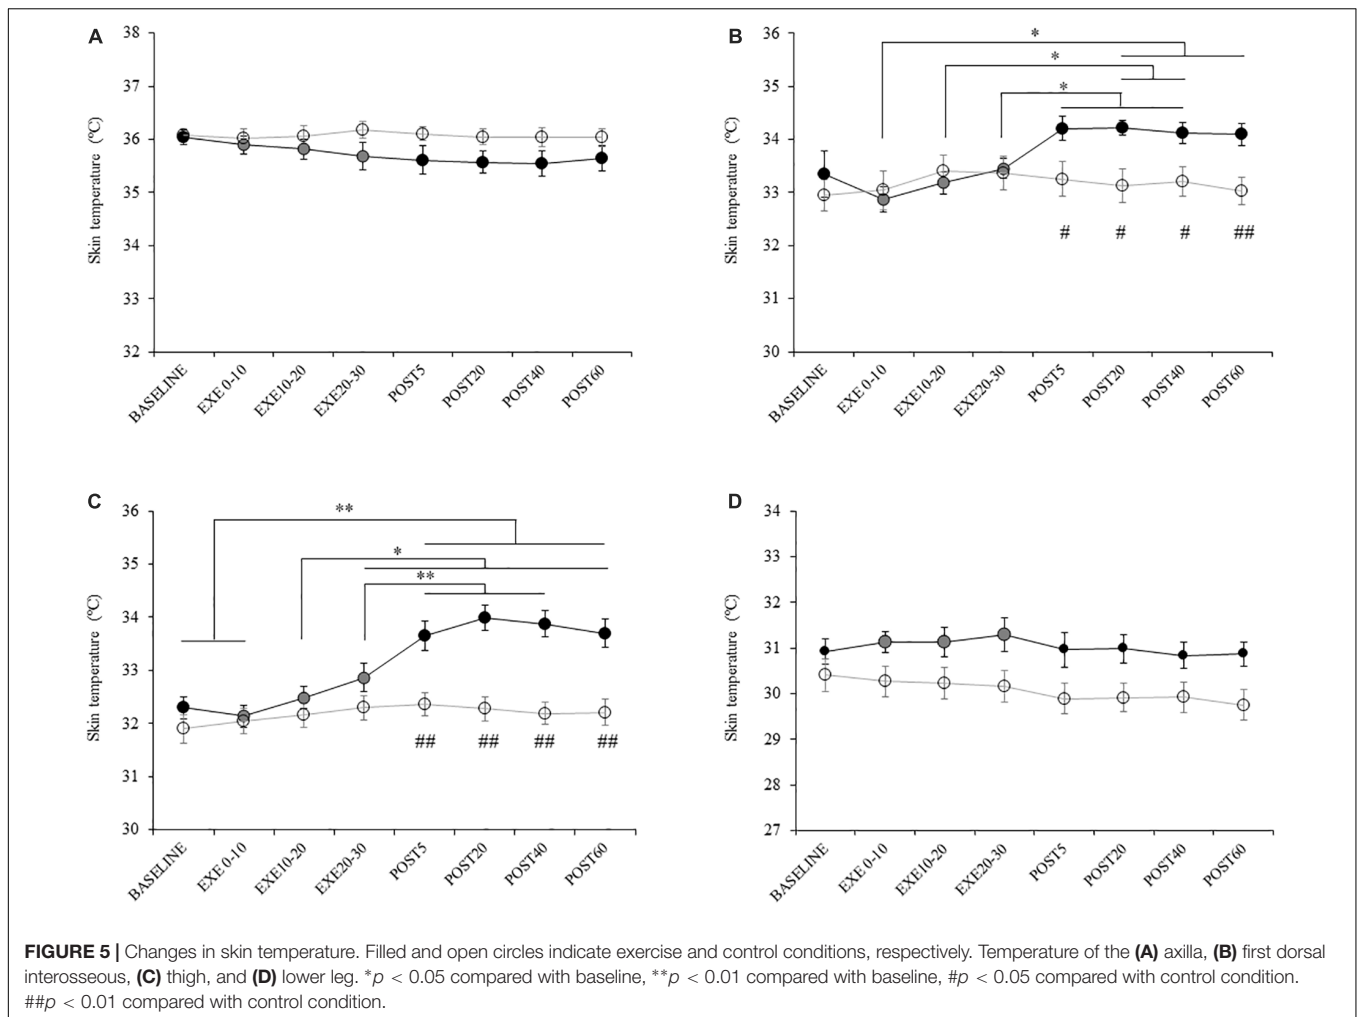 A
38
37
36
35
34
33
32
Skin temperature (°C)
BASELINE
EXE 0-10
EXE10-20
EXE20-30
POST5
POST20
POST40
POST60
B
36
35
34
33
32
31
30
Skin temperature (°C)
*
*
*
# # # ##
BASELINE
EXE 0-10
EXE10-20
EXE20-30
POST5
POST20
POST40
POST60
C
36
35
34
33
32
31
30
Skin temperature (°C)
**
*
**
## ## ## ##
BASELINE
EXE 0-10
EXE10-20
EXE20-30
POST5
POST20
POST40
POST60
D
34
33
32
31
30
29
28
27
Skin temperature (°C)
BASELINE
EXE 0-10
EXE10-20
EXE20-30
POST5
POST20
POST40
POST60
FIGURE 5 | Changes in skin temperature. Filled and open circles indicate exercise and control conditions, respectively. Temperature of the (A) axilla, (B) first dorsal
interosseous, (C) thigh, and (D) lower leg. *p < 0.05 compared with baseline, **p < 0.01 compared with baseline, #p < 0.05 compared with control condition.
##p < 0.01 compared with control condition.